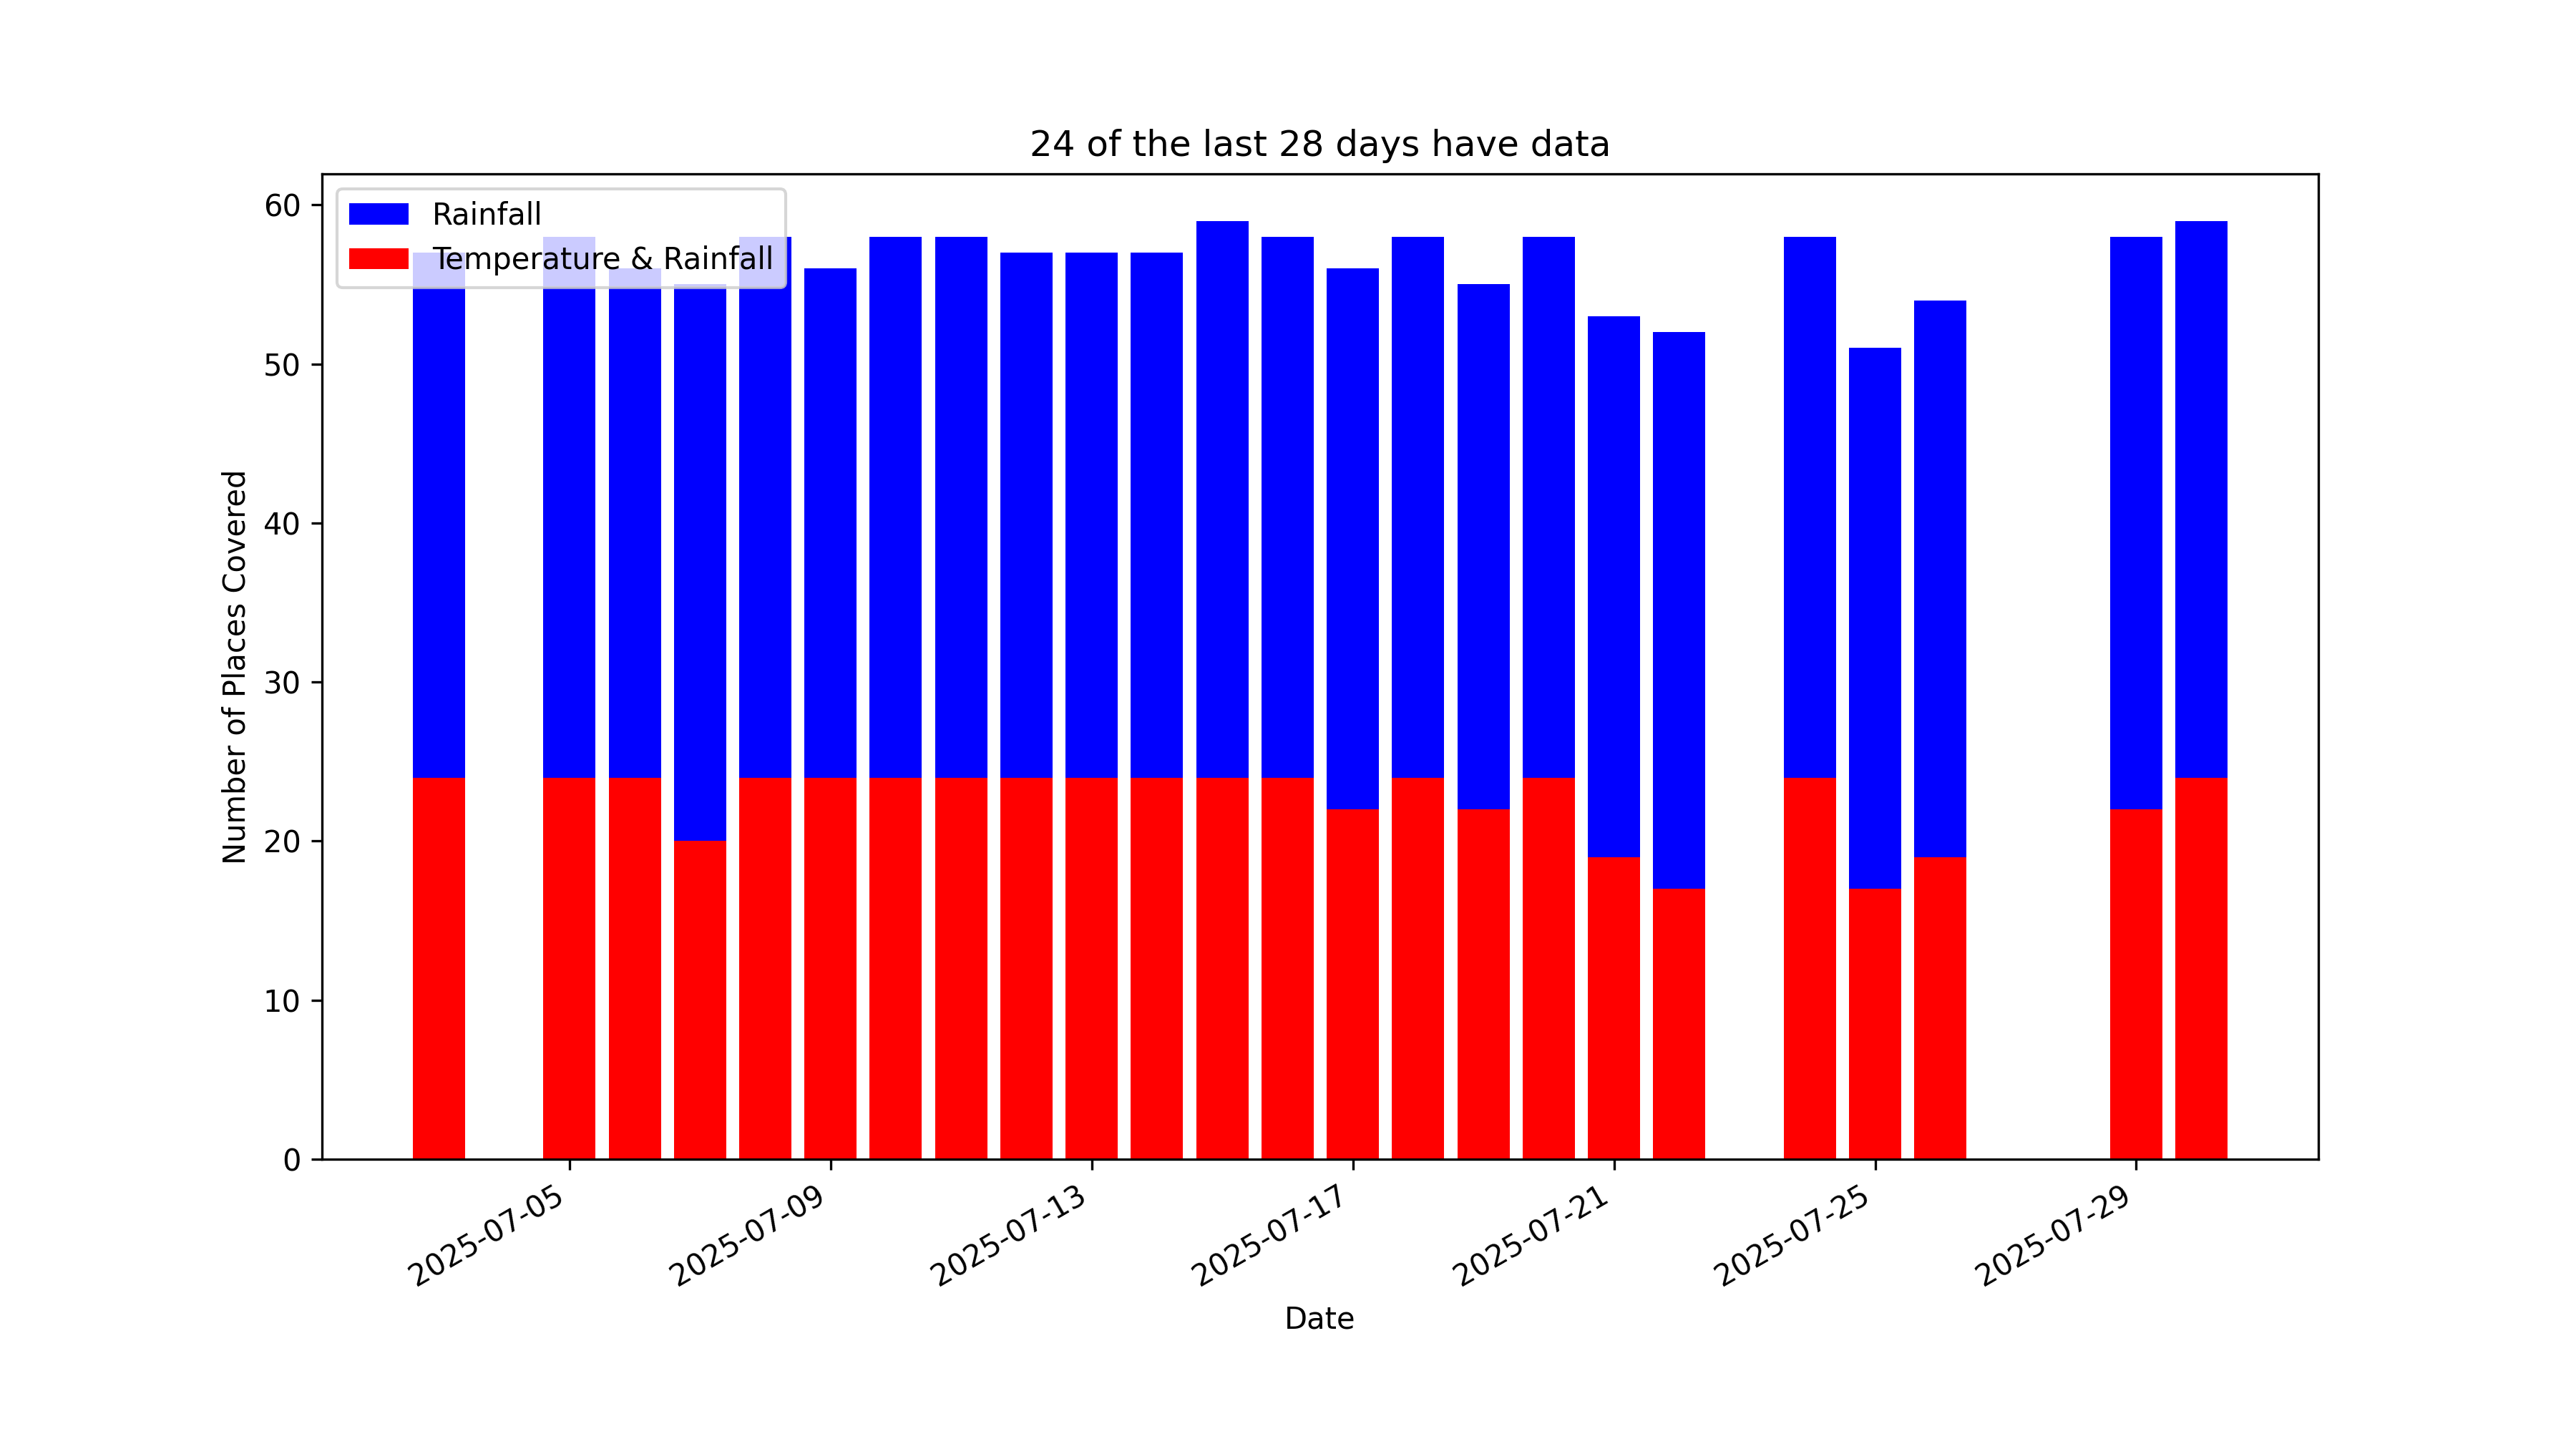 24 of the last 28 days have data
Rainfall
Temperature & Rainfall
Number of Places Covered
60
50
40
30
20
10
0
2025-07-05
2025-07-09
2025-07-13
2025-07-17
2025-07-21
2025-07-25
2025-07-29
Date